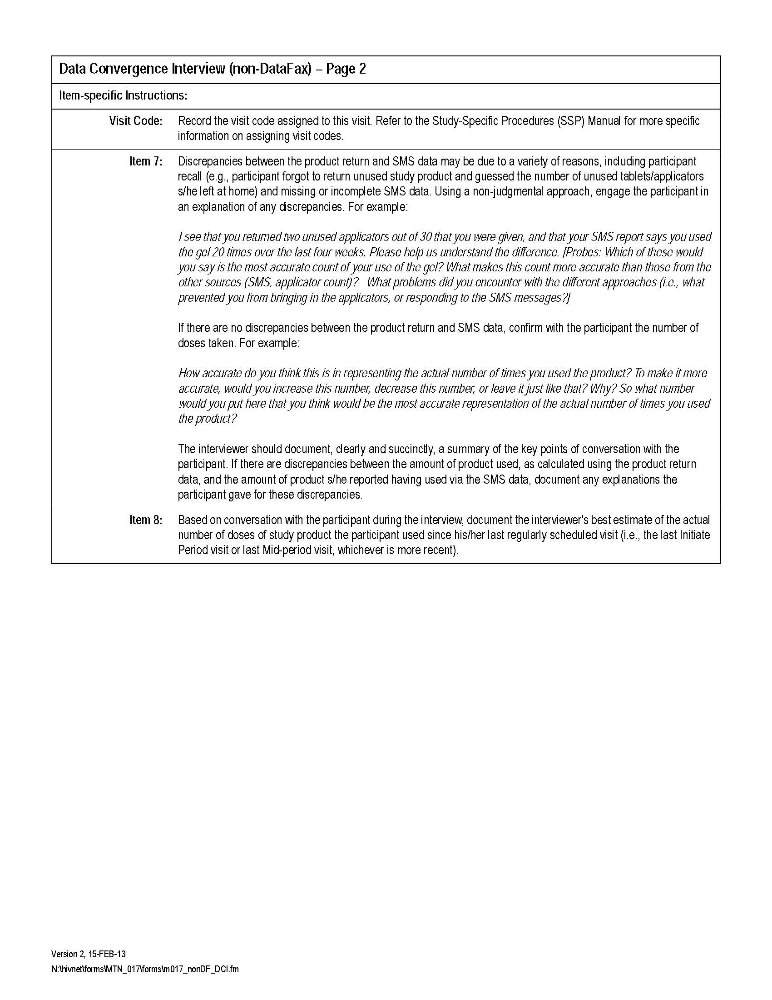 Data Convergence Interview (non-DataFax) – Page 2
Item-specific Instructions:
Visit Code: Record the visit code assigned to this visit. Refer to the Study-Specific Procedures (SSP) Manual for more specific
information on assigning visit codes.
Item 7: Discrepancies between the product return and SMS data may be due to a variety of reasons, including participant
recall (e.g., participant forgot to return unused study product and guessed the number of unused tablets/applicators
s/he left at home) and missing or incomplete SMS data. Using a non-judgmental approach, engage the participant in
an explanation of any discrepancies. For example:
I see that you returned two unused applicators out of 30 that you were given, and that your SMS report says you used
the gel 20 times over the last four weeks. Please help us understand the difference. [Probes: Which of these would
you say is the most accurate count of your use of the gel? What makes this count more accurate than those from the
other sources (SMS, applicator count)? What problems did you encounter with the different approaches (i.e., what
prevented you from bringing in the applicators, or responding to the SMS messages?]
If there are no discrepancies between the product return and SMS data, confirm with the participant the number of
doses taken. For example:
How accurate do you think this is in representing the actual number of times you used the product? To make it more
accurate, would you increase this number, decrease this number, or leave it just like that? Why? So what number
would you put here that you think would be the most accurate representation of the actual number of times you used
the product?
The interviewer should document, clearly and succinctly, a summary of the key points of conversation with the
participant. If there are discrepancies between the amount of product used, as calculated using the product return
data, and the amount of product s/he reported having used via the SMS data, document any explanations the
participant gave for these discrepancies.
Item 8: Based on conversation with the participant during the interview, document the interviewer's best estimate of the actual
number of doses of study product the participant used since his/her last regularly scheduled visit (i.e., the last Initiate
Period visit or last Mid-period visit, whichever is more recent).
Version 2, 15-FEB-13
N:\hivnet\forms\MTN_017\forms\m017_nonDF_DCI.fm